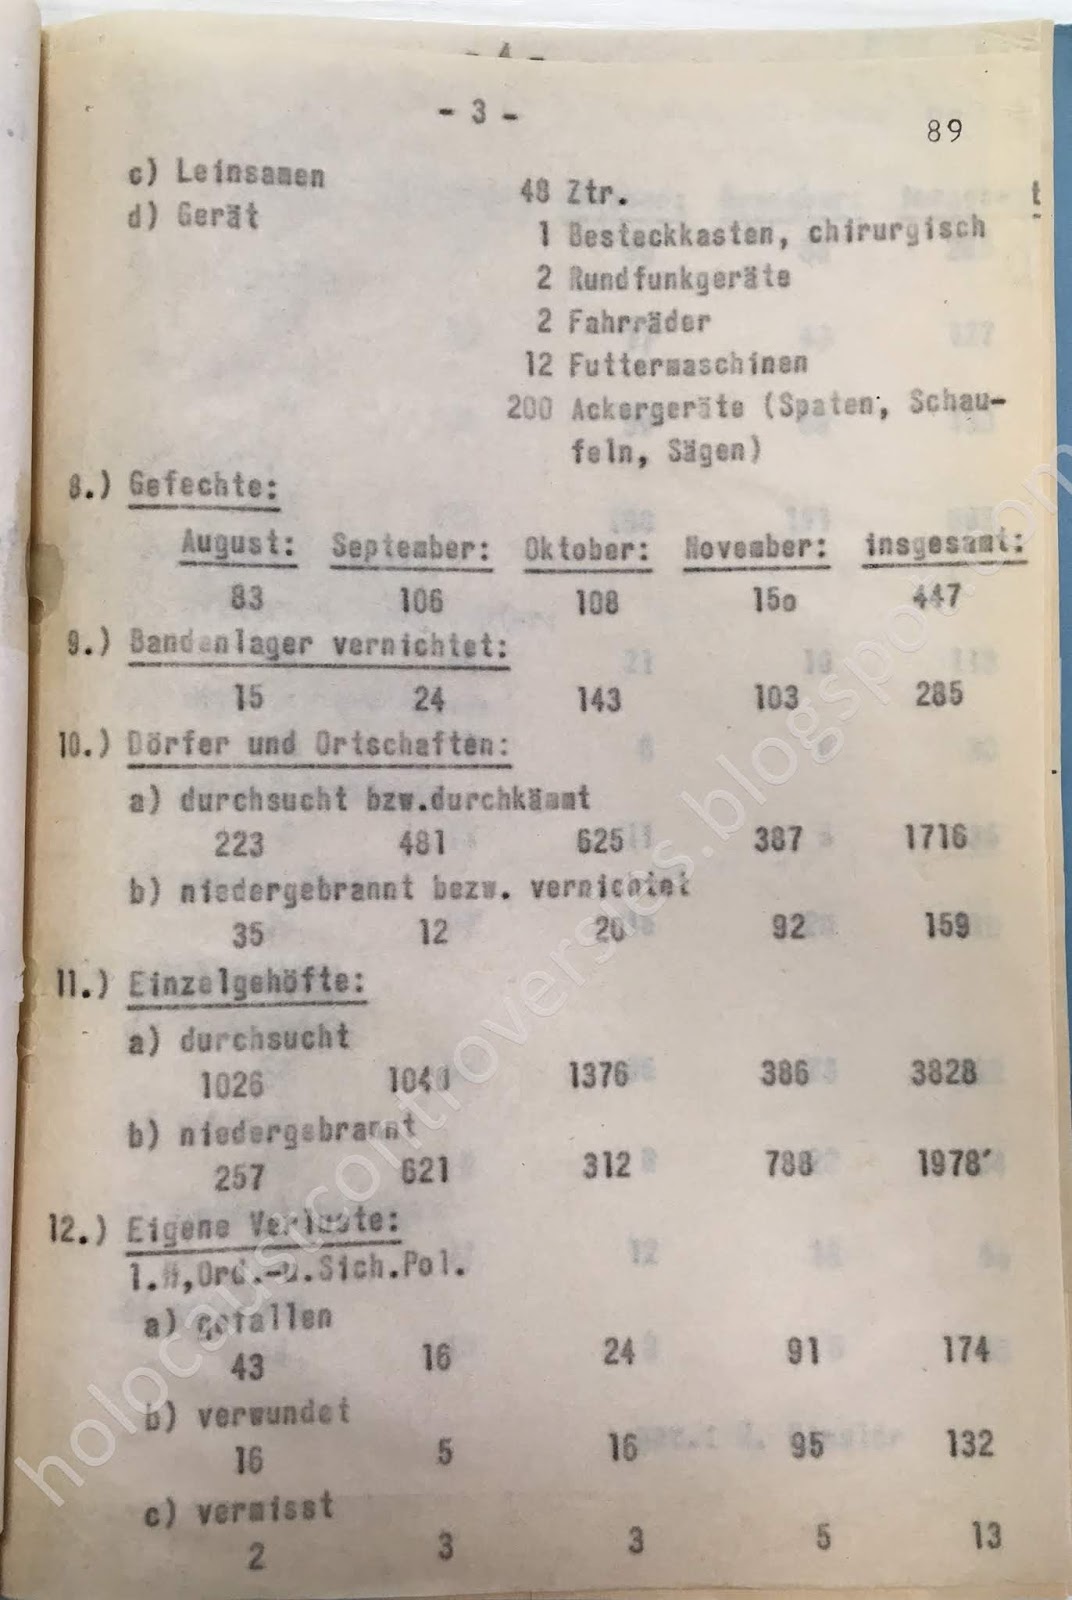 - 4 -
- 3 -
89
c) Leinsamen 48 Ztr.
d) Gerät
1 Besteckkasten, chirurgisch
2 Rundfunkgeräte
2 Fahrräder
12 Futtermaschinen
200 Ackergeräte (Spaten, Schau-
feln, Sägen)
8.) Gefechte:
August: September: Oktober: November: insgesamt:
83 106 108 15o 447
9.) Bandenlager vernichtet:
15 24 143 103 285
10.) Dörfer und Ortschaften:
a) durchsucht bzw.durchkämmt
223 481 625 387 1716
b) niedergebrannt bezw. vernichtet
35 12 20 92 159
11.) Einzelgehöfte:
a) durchsucht
1026 1040 1376 386 3828
b) niedergebrannt
257 621 312 788 1978
12.) Eigene Verluste:
1.SS,Ord.-u.Sich.Pol.
a) gefallen
43 16 24 91 174
b) verwundet
16 5 16 95 132
c) vermisst
2 3 3 5 13
holocaustcontroversies.blogspot.com